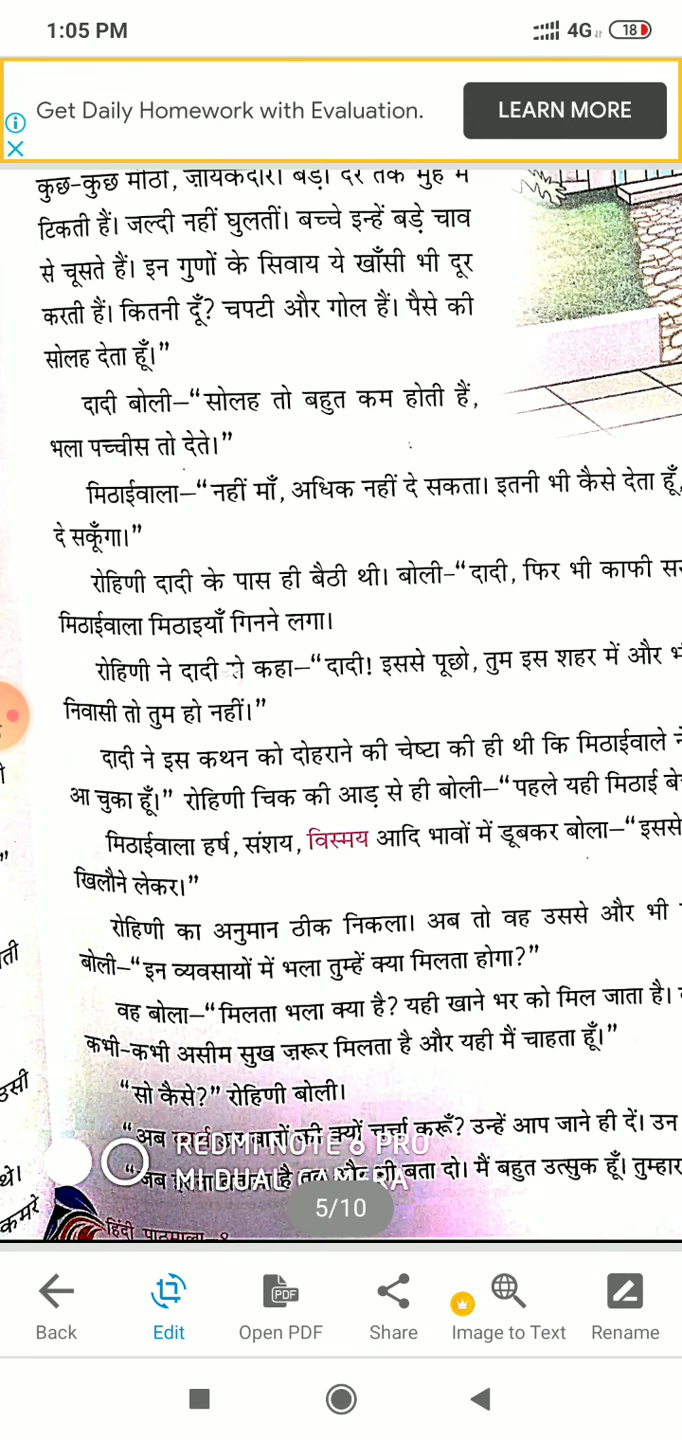 1:05 PM
4G 18
Get Daily Homework with Evaluation.
LEARN MORE
कुछ-कुछ मीठी, ज़ायकेदार। बड़ी देर तक मुँह में
टिकती हैं। जल्दी नहीं घुलतीं। बच्चे इन्हें बड़े चाव
से चूसते हैं। इन गुणों के सिवाय ये खाँसी भी दूर
करती हैं। कितनी दूँ? चपटी और गोल हैं। पैसे की
सोलह देता हूँ।”
दादी बोली–“सोलह तो बहुत कम होती हैं,
भला पच्चीस तो देते।”
मिठाईवाला–“नहीं माँ, अधिक नहीं दे सकता। इतनी भी कैसे देता हूँ,
दे सकूँगा।”
रोहिणी दादी के पास ही बैठी थी। बोली–“दादी, फिर भी काफी
मिठाईवाला मिठाइयाँ गिनने लगा।
रोहिणी ने दादी से कहा–“दादी! इससे पूछो, तुम इस शहर में और
निवासी तो तुम हो नहीं।”
दादी ने इस कथन को दोहराने की चेष्टा की ही थी कि मिठाईवाले
आ चुका हूँ।” रोहिणी चिक की आड़ से ही बोली–“पहले यही मिठाई
मिठाईवाला हर्ष, संशय, विस्मय आदि भावों में डूबकर बोला–“इससे
खिलौने लेकर।”
रोहिणी का अनुमान ठीक निकला। अब तो वह उससे और भी
बोली–“इन व्यवसायों में भला तुम्हें क्या मिलता होगा?”
वह बोला–“मिलता भला क्या है? यही खाने भर को मिल जाता है।
कभी-कभी असीम सुख ज़रूर मिलता है और यही मैं चाहता हूँ।”
“सो कैसे?” रोहिणी बोली।
“अब बातों की क्यों चर्चा करूँ? उन्हें आप जाने ही दें। उन
बता दो। मैं बहुत उत्सुक हूँ।
REDMI NOTE 6 PRO
MI DUAL CAMERA
थे।
5/10
हिंदी पाठमाला–8
Back
Edit
PDF
Open PDF
Share
Image to Text
Rename